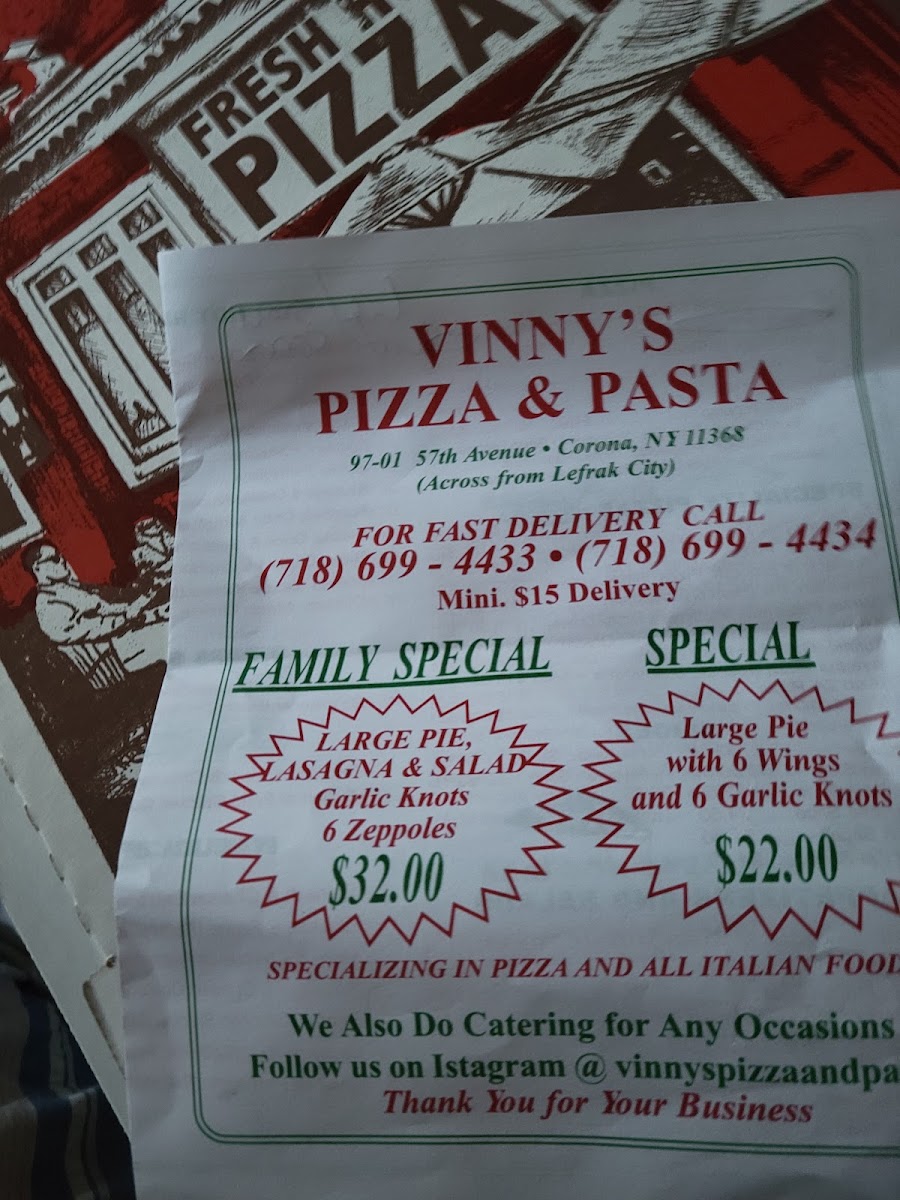 FRESH
PIZZA
VINNY'S
PIZZA & PASTA
97-01 57th Avenue • Corona, NY 11368
(Across from Lefrak City)
FOR FAST DELIVERY CALL
(718) 699 - 4433 • (718) 699 - 4434
Mini. $15 Delivery
FAMILY SPECIAL
LARGE PIE,
LASAGNA & SALAD
Garlic Knots
6 Zeppoles
$32.00
SPECIAL
Large Pie
with 6 Wings
and 6 Garlic Knots
$22.00
SPECIALIZING IN PIZZA AND ALL ITALIAN FOOD
We Also Do Catering for Any Occasions
Follow us on Istagram @ vinnyspizzaandpa
Thank You for Your Business